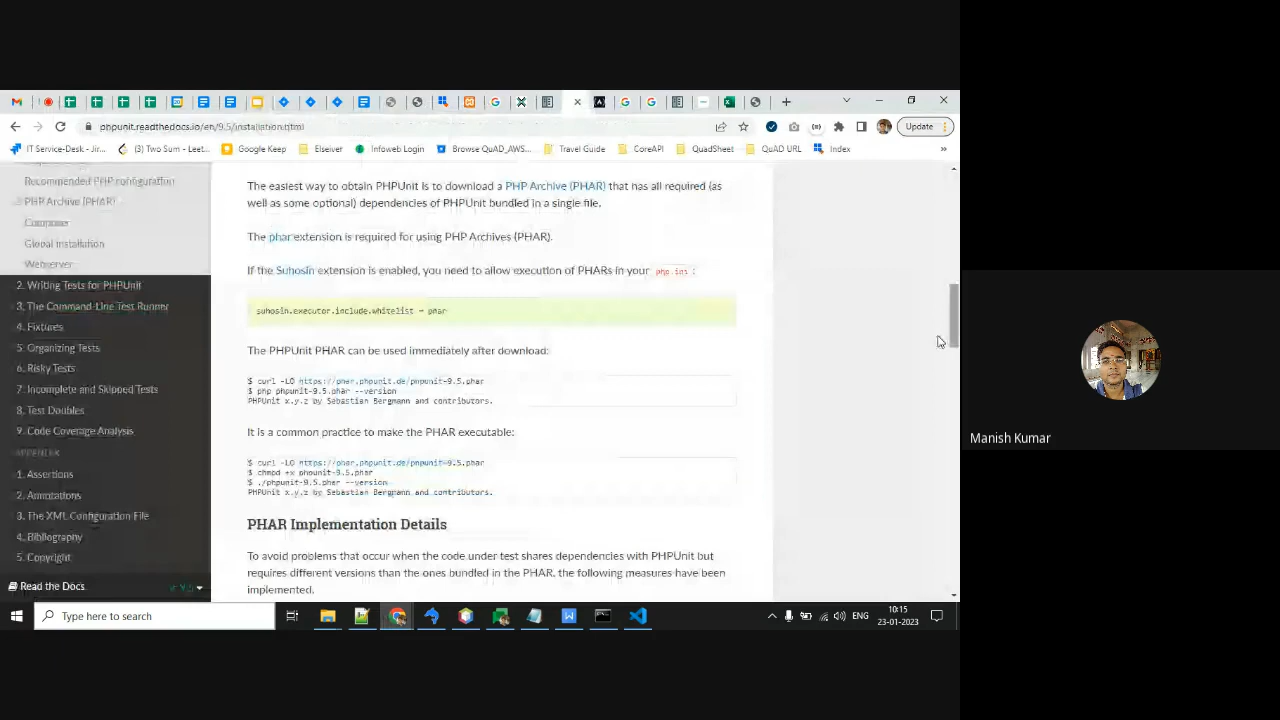 phpunit.readthedocs.io/en/9.5/installation.html
Update
IT Service-Desk - Jir...
(3) Two Sum - Leet...
Google Keep
Elseiver
Infoweb Login
Browse QuAD_AWS...
Travel Guide
CoreAPI
QuadSheet
QuAD URL
Index
»
Recommended PHP configuration
PHP Archive (PHAR)
Composer
Global Installation
Webserver
2. Writing Tests for PHPUnit
3. The Command-Line Test Runner
4. Fixtures
5. Organizing Tests
6. Risky Tests
7. Incomplete and Skipped Tests
8. Test Doubles
9. Code Coverage Analysis
APPENDIX
1. Assertions
2. Annotations
3. The XML Configuration File
4. Bibliography
5. Copyright
Read the Docs
The easiest way to obtain PHPUnit is to download a PHP Archive (PHAR) that has all required (as
well as some optional) dependencies of PHPUnit bundled in a single file.
The phar extension is required for using PHP Archives (PHAR).
If the Suhosin extension is enabled, you need to allow execution of PHARs in your php.ini :
suhosin.executor.include.whitelist = phar
The PHPUnit PHAR can be used immediately after download:
$ curl -LO https://phar.phpunit.de/phpunit-9.5.phar
$ php phpunit-9.5.phar --version
PHPUnit x.y.z by Sebastian Bergmann and contributors.
It is a common practice to make the PHAR executable:
$ curl -LO https://phar.phpunit.de/phpunit-9.5.phar
$ chmod +x phpunit-9.5.phar
$ ./phpunit-9.5.phar --version
PHPUnit x.y.z by Sebastian Bergmann and contributors.
PHAR Implementation Details
To avoid problems that occur when the code under test shares dependencies with PHPUnit but
requires different versions than the ones bundled in the PHAR, the following measures have been
implemented.
Manish Kumar
Type here to search
ENG
10:15
23-01-2023